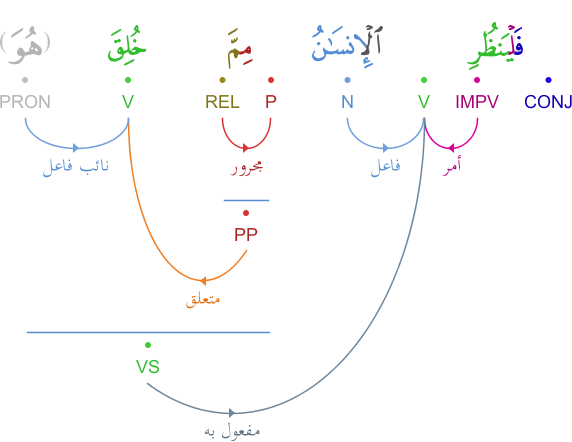 فَلْيَنظُرِ ٱلْإِنسَـٰنُ مِمَّ خُلِقَ (هُوَ)
PRON V REL P N V IMPV CONJ
نائب فاعل مجرور فاعل أمر
PP
متعلق
VS
مفعول به